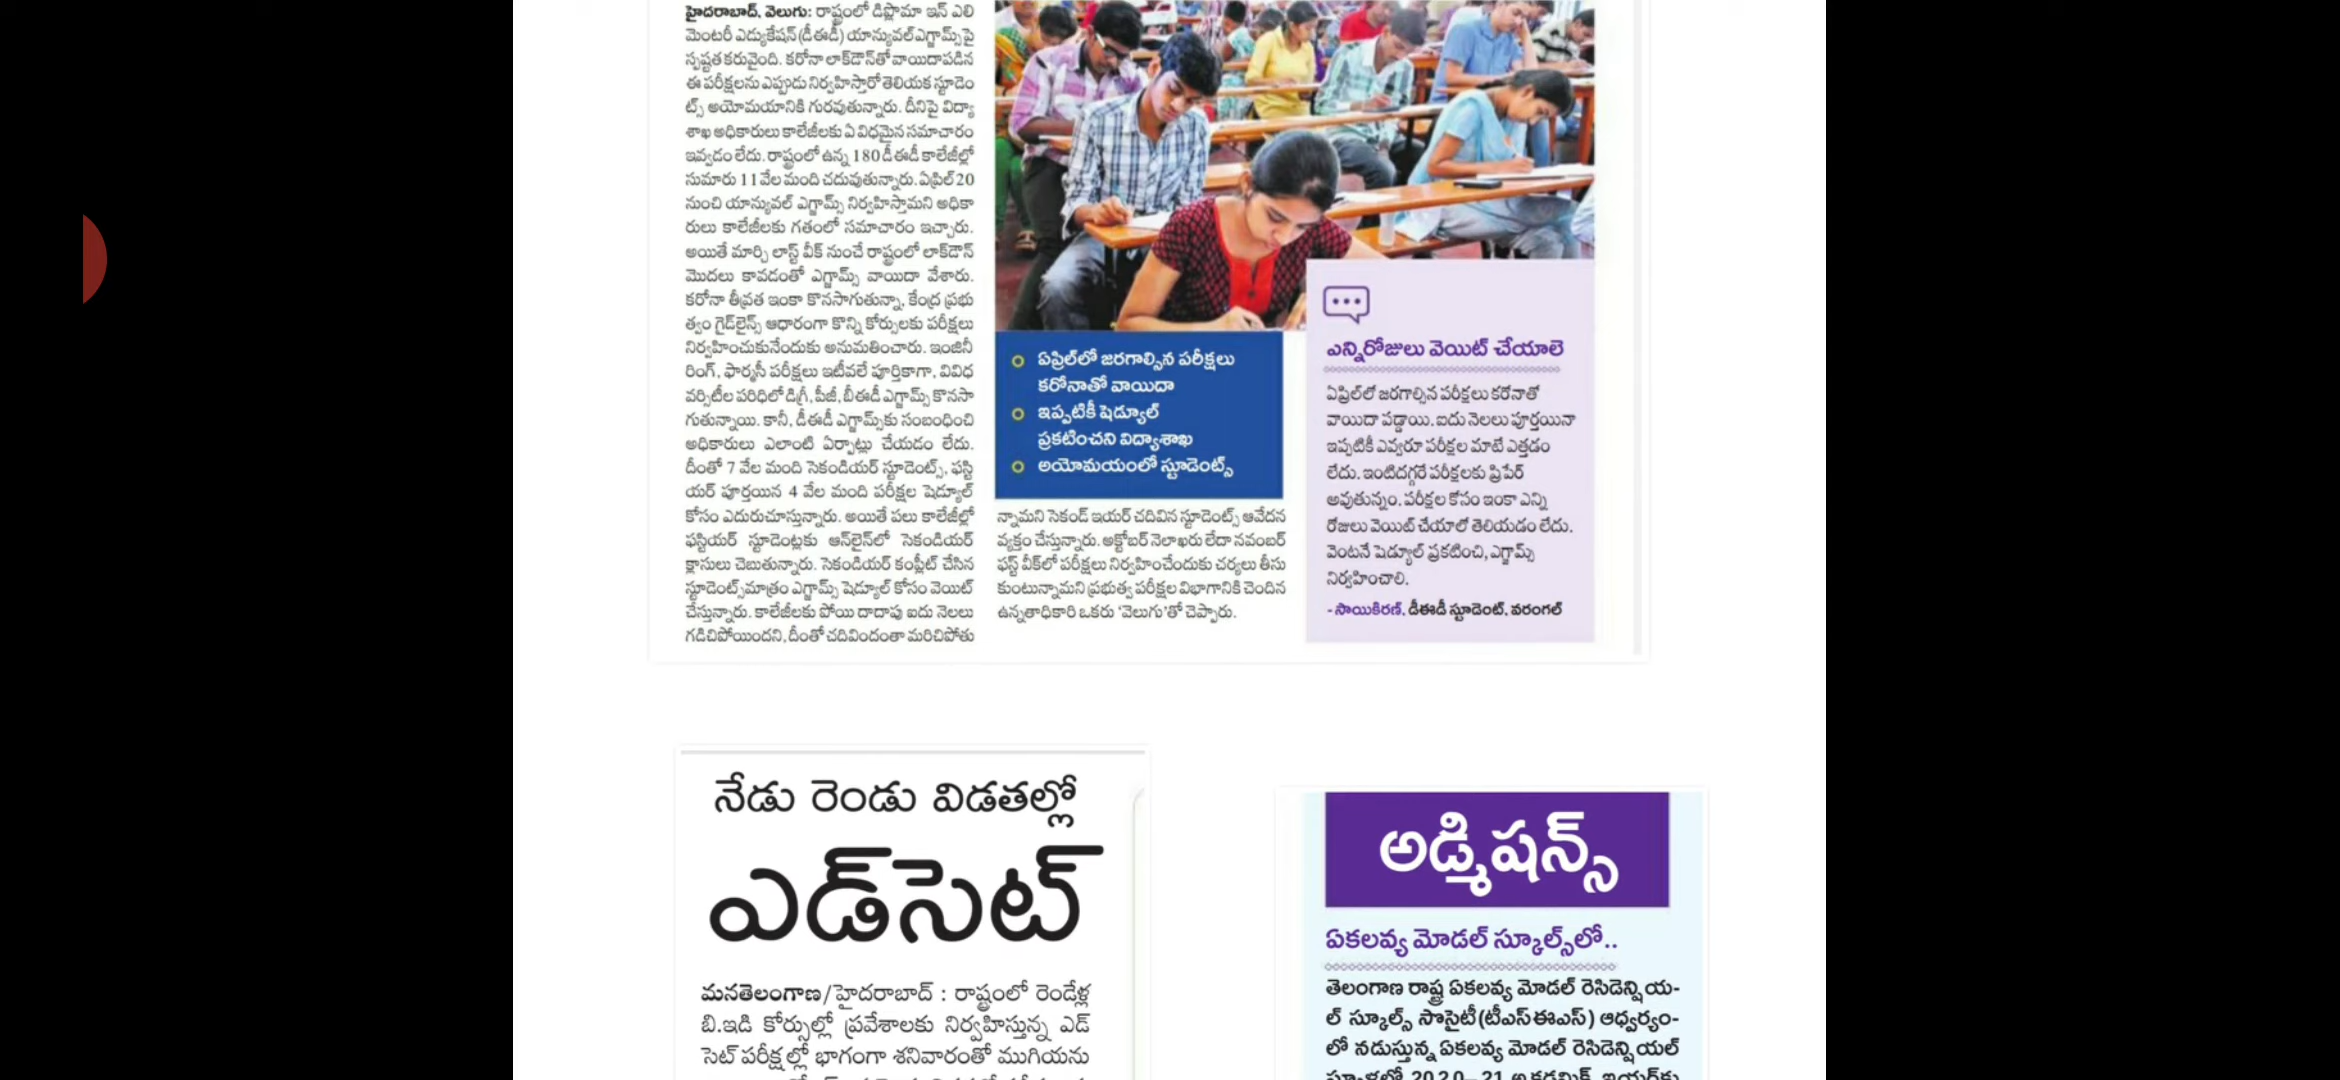 హైదరాబాద్, వెలుగు: రాష్ట్రంలో డిప్లొమా ఇన్ ఎలి
మెంటరీ ఎడ్యుకేషన్(డీఈడీ) యాన్యువల్ ఎగ్జామ్స్‌పై
స్పష్టత కరువైంది. కరోనా లాక్‌డౌన్‌తో వాయిదాపడిన
ఈ పరీక్షలను ఎప్పుడు నిర్వహిస్తారో తెలియక స్టూడెం
ట్స్ అయోమయానికి గురవుతున్నారు. దీనిపై విద్యా
శాఖ అధికారులు కాలేజీలకు ఏ విధమైన సమాచారం
ఇవ్వడం లేదు. రాష్ట్రంలో ఉన్న 180 డీఈడీ కాలేజీల్లో
సుమారు 11 వేల మంది చదువుతున్నారు. ఏప్రిల్ 20
నుంచి యాన్యువల్ ఎగ్జామ్స్ నిర్వహిస్తామని అధికా
రులు కాలేజీలకు గతంలో సమాచారం ఇచ్చారు.
అయితే మార్చి లాస్ట్ వీక్ నుంచే రాష్ట్రంలో లాక్‌డౌన్
మొదలు కావడంతో ఎగ్జామ్స్ వాయిదా వేశారు.
కరోనా తీవ్రత ఇంకా కొనసాగుతున్నా, కేంద్ర ప్రభు
త్వం గైడ్‌లైన్స్ ఆధారంగా కొన్ని కోర్సులకు పరీక్షలు
నిర్వహించుకునేందుకు అనుమతించారు. ఇంజినీ
రింగ్, ఫార్మసీ పరీక్షలు ఇటీవలే పూర్తికాగా, వివిధ
వర్సిటీల పరిధిలో డిగ్రీ, పీజీ, బీఈడీ ఎగ్జామ్స్ కొనసా
గుతున్నాయి. కానీ, డీఈడీ ఎగ్జామ్స్‌కు సంబంధించి
అధికారులు ఎలాంటి ఏర్పాట్లు చేయడం లేదు.
దీంతో 7 వేల మంది సెకండియర్ స్టూడెంట్స్, ఫస్టి
యర్ పూర్తయిన 4 వేల మంది పరీక్షల షెడ్యూల్
కోసం ఎదురుచూస్తున్నారు. అయితే పలు కాలేజీల్లో
ఫస్టియర్ స్టూడెంట్లకు ఆన్‌లైన్‌లో సెకండియర్
క్లాసులు చెబుతున్నారు. సెకండియర్ కంప్లీట్ చేసిన
స్టూడెంట్స్ మాత్రం ఎగ్జామ్స్ షెడ్యూల్ కోసం వెయిట్
చేస్తున్నారు. కాలేజీలకు పోయి దాదాపు ఐదు నెలలు
గడిచిపోయిందని, దీంతో చదివిందంతా మరిచిపోతు
ఏప్రిల్‌లో జరగాల్సిన పరీక్షలు
కరోనాతో వాయిదా
ఇప్పటికీ షెడ్యూల్
ప్రకటించని విద్యాశాఖ
అయోమయంలో స్టూడెంట్స్
న్నామని సెకండ్ ఇయర్ చదివిన స్టూడెంట్స్ ఆవేదన
వ్యక్తం చేస్తున్నారు. అక్టోబర్ నెలాఖరు లేదా నవంబర్
ఫస్ట్ వీక్‌లో పరీక్షలు నిర్వహించేందుకు చర్యలు తీసు
కుంటున్నామని ప్రభుత్వ పరీక్షల విభాగానికి చెందిన
ఉన్నతాధికారి ఒకరు ‘వెలుగు’తో చెప్పారు.
ఎన్నిరోజులు వెయిట్ చేయాలె
ఏప్రిల్‌లో జరగాల్సిన పరీక్షలు కరోనాతో
వాయిదా పడ్డాయి. ఐదు నెలలు పూర్తయినా
ఇప్పటికీ ఎవ్వరూ పరీక్షల మాటే ఎత్తడం
లేదు. ఇంటిదగ్గరే పరీక్షలకు ప్రిపేర్
అవుతున్నం. పరీక్షల కోసం ఇంకా ఎన్ని
రోజులు వెయిట్ చేయాలో తెలియడం లేదు.
వెంటనే షెడ్యూల్ ప్రకటించి, ఎగ్జామ్స్
నిర్వహించాలి.
- సాయికిరణ్, డీఈడీ స్టూడెంట్, వరంగల్
నేడు రెండు విడతల్లో
ఎడ్‌సెట్
మనతెలంగాణ/హైదరాబాద్ : రాష్ట్రంలో రెండేళ్ల
బి.ఇడి కోర్సుల్లో ప్రవేశాలకు నిర్వహిస్తున్న ఎడ్
సెట్ పరీక్షల్లో భాగంగా శనివారంతో ముగియను
అడ్మిషన్స్
ఏకలవ్య మోడల్ స్కూల్స్‌లో..
తెలంగాణ రాష్ట్ర ఏకలవ్య మోడల్ రెసిడెన్షియ-
ల్ స్కూల్స్ సొసైటీ(టీఎస్ఈఎస్) ఆధ్వర్యం-
లో నడుస్తున్న ఏకలవ్య మోడల్ రెసిడెన్షియల్
స్కూళ్లలో 2020–21 అకడమిక్ ఇయర్‌కు